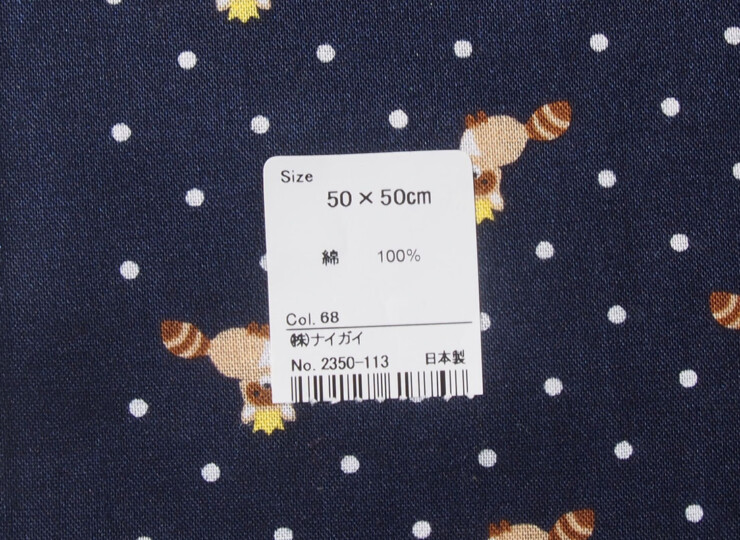 Size
50×50cm
綿 100%
Col. 68
㈱ナイガイ
No. 2350-113 日本製